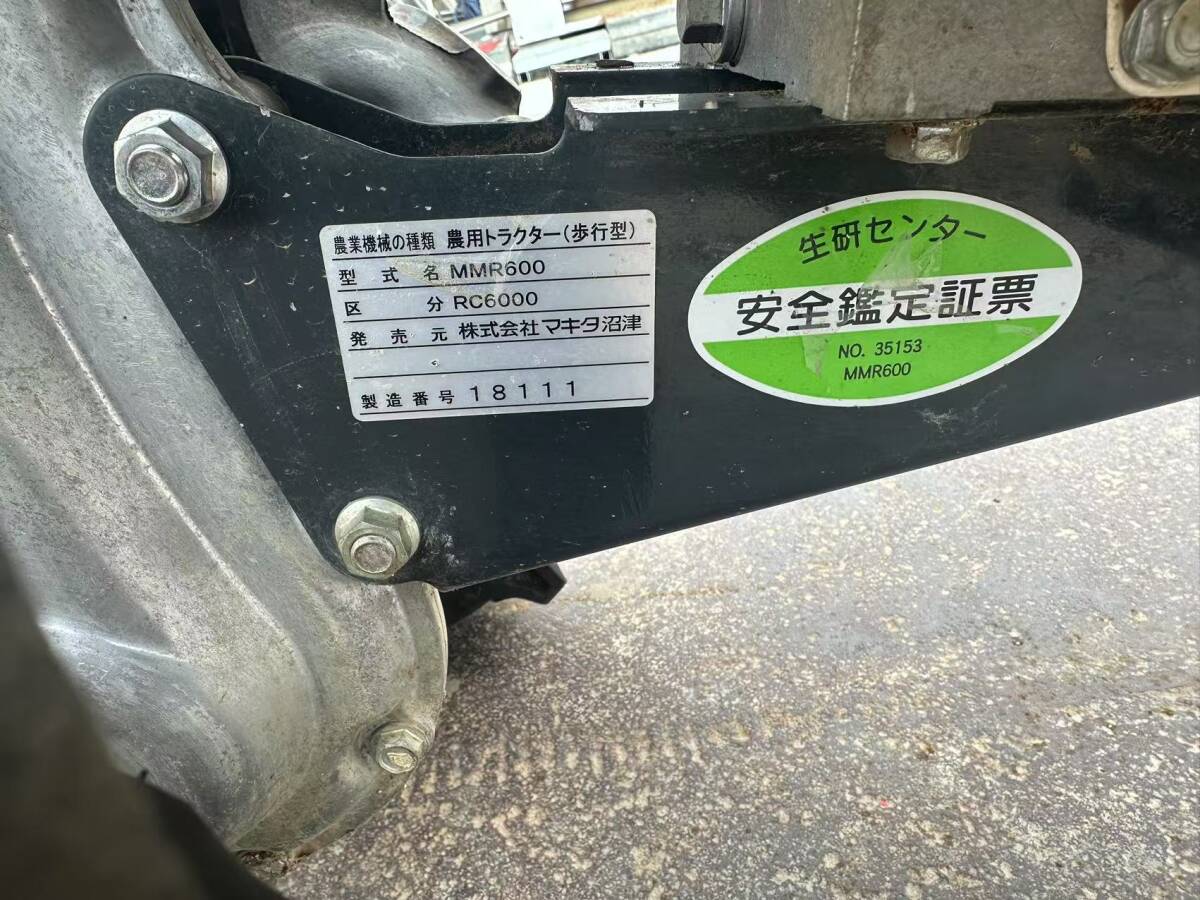 農業機械の種類 農用トラクター(歩行型)
型式名 MMR600
区分 RC6000
発売元 株式会社マキタ沼津
製造番号 18111
生研センター
安全鑑定証票
NO. 35153
MMR600